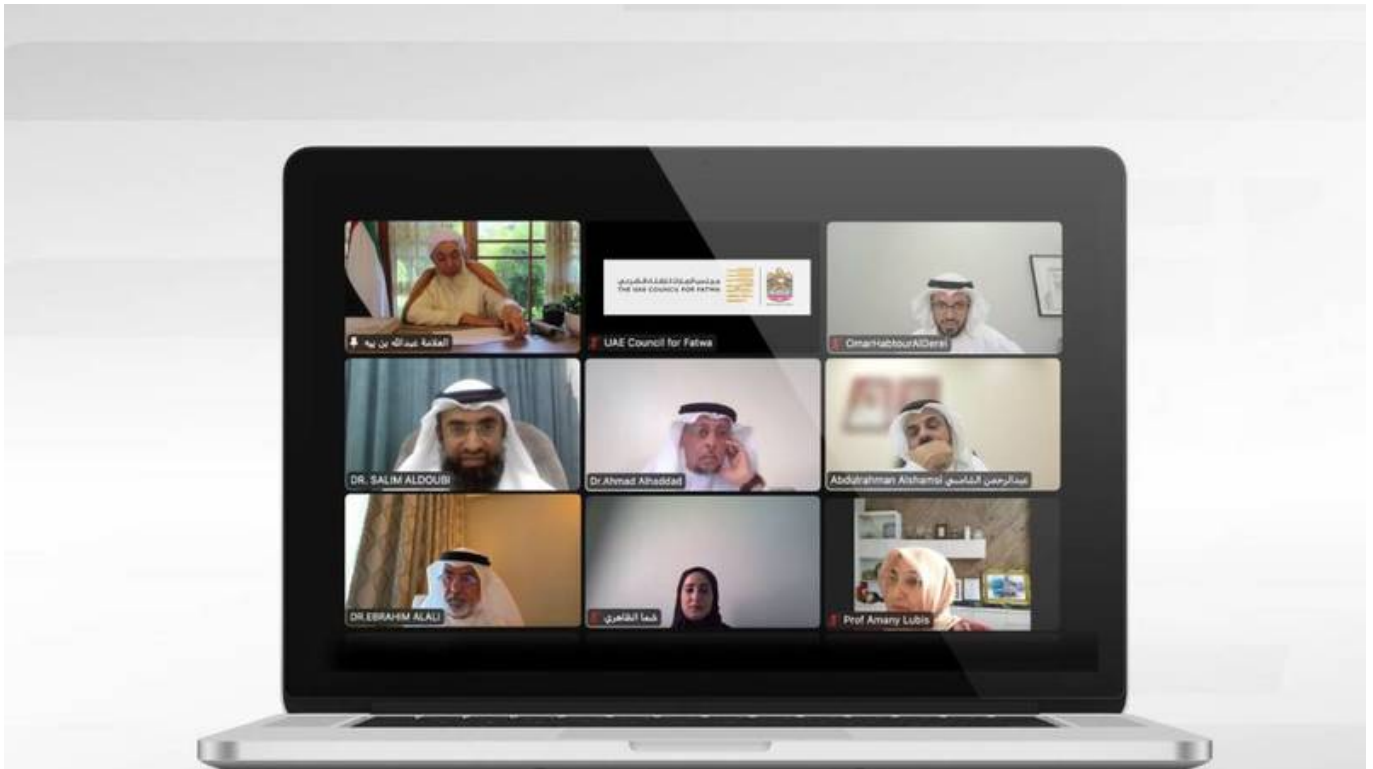 العلامة عبدالله بن بيه
مجلس الإمارات للإفتاء الشرعي
THE UAE COUNCIL FOR FATWA
UAE Council for Fatwa
OmarHabtourAlDerei
DR. SALIM ALDOUBI
Dr.Ahmad Alhaddad
Abdulrahman Alshamsi عبدالرحمن الشامسي
DR.EBRAHIM ALALI
شما الظاهري
Prof Amany Lubis